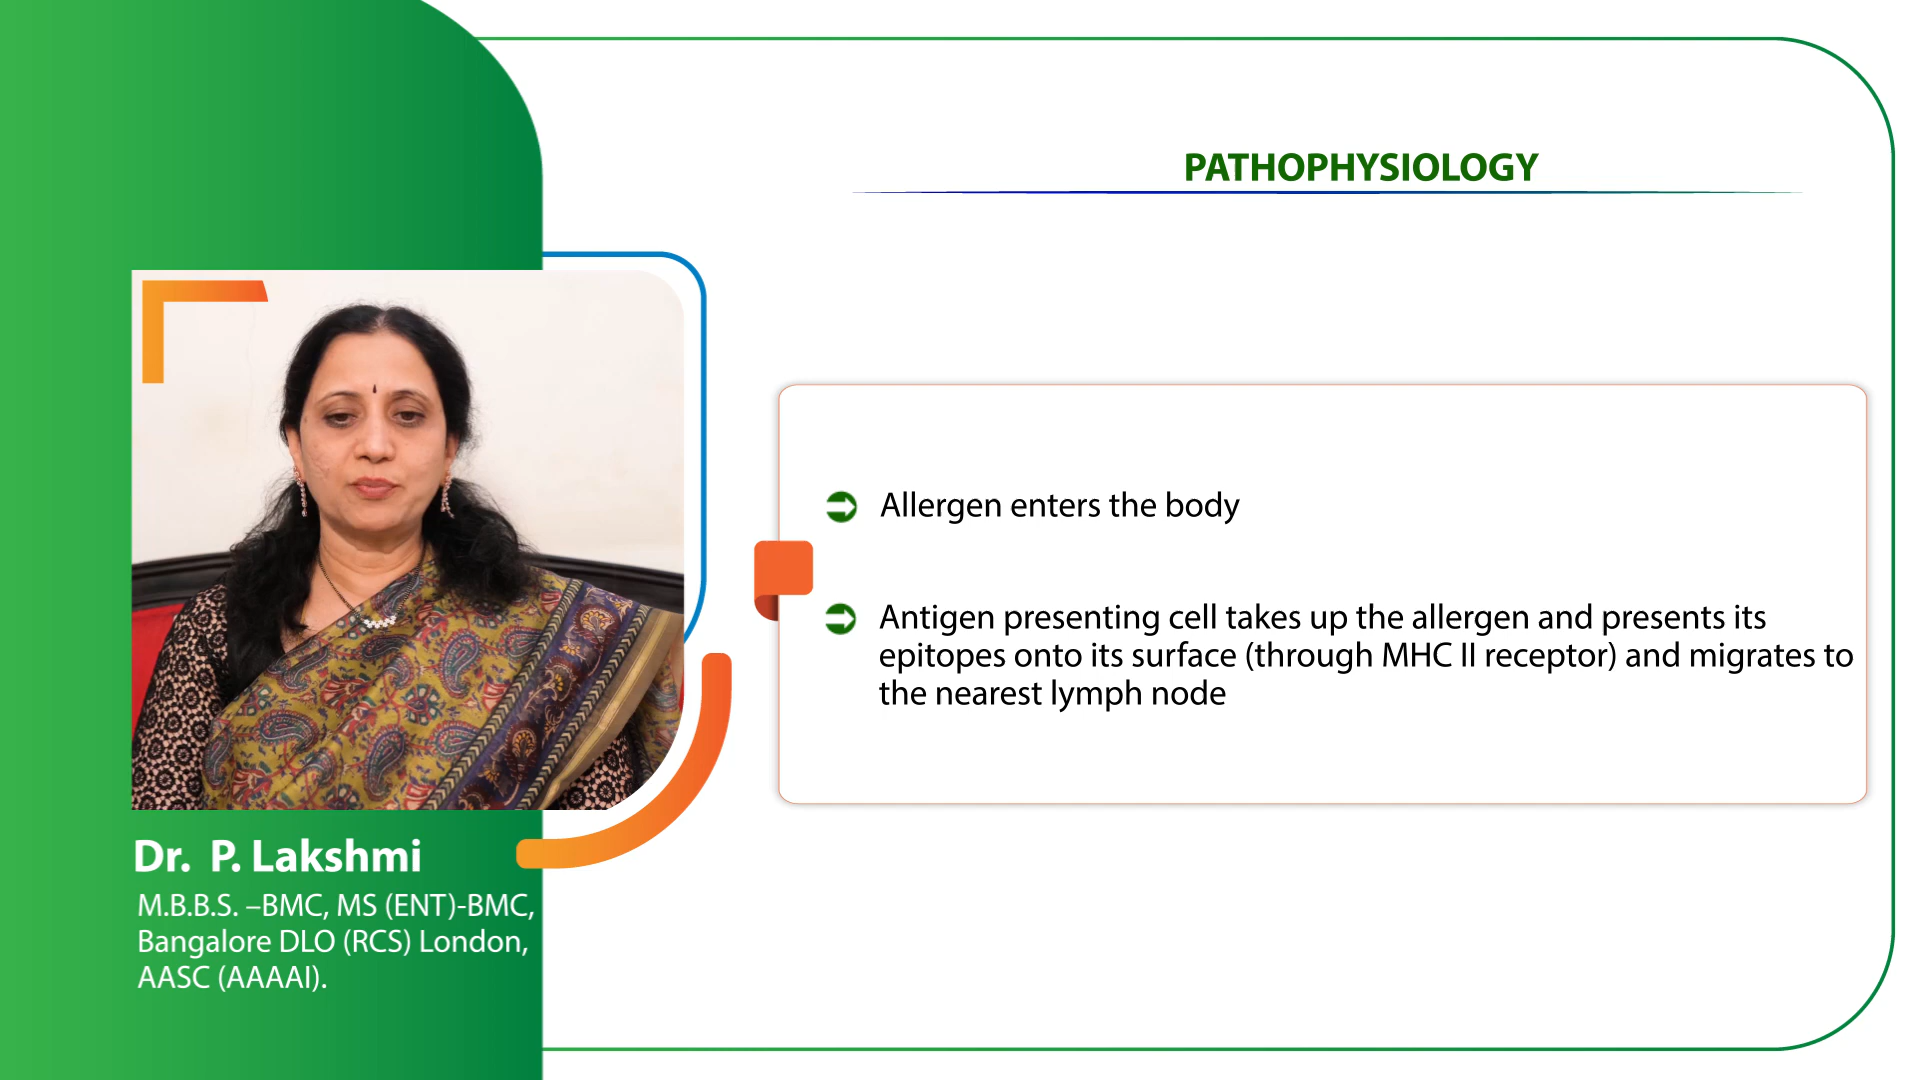 PATHOPHYSIOLOGY
Allergen enters the body
Antigen presenting cell takes up the allergen and presents its
epitopes onto its surface (through MHC II receptor) and migrates to
the nearest lymph node
Dr. P. Lakshmi
M.B.B.S. –BMC, MS (ENT)-BMC,
Bangalore DLO (RCS) London,
AASC (AAAAI).